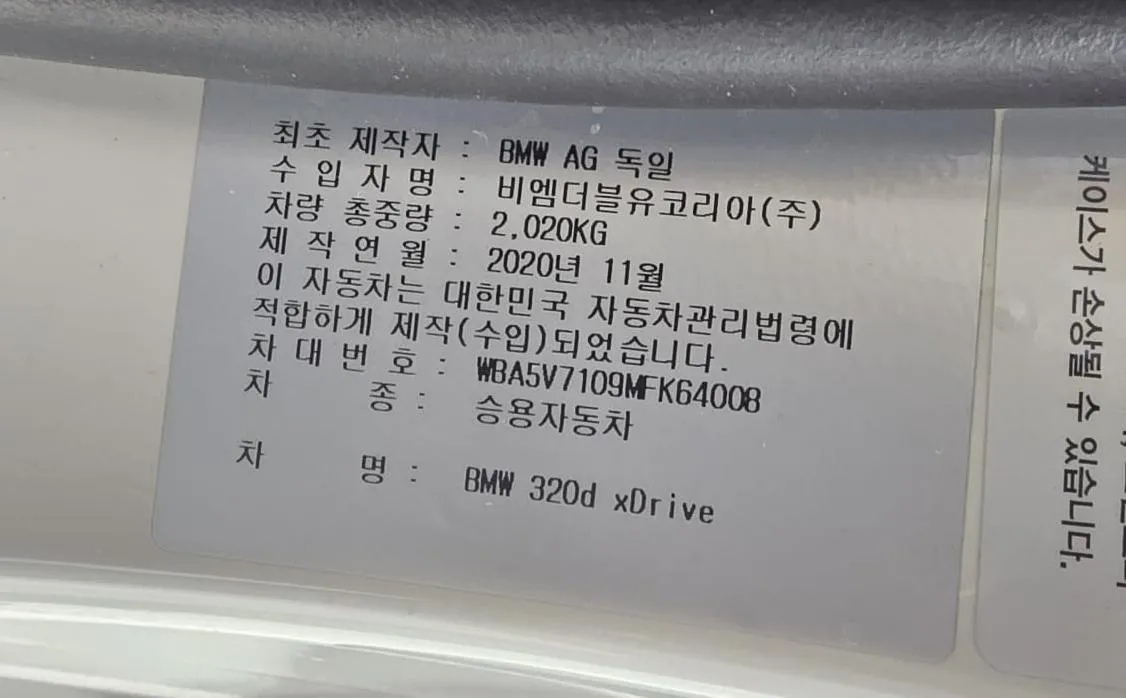 최초 제작자 : BMW AG 독일
수 입 자 명 : 비엠더블유코리아(주)
차량 총중량 : 2,020KG
제 작 연 월 : 2020년 11월
이 자동차는 대한민국 자동차관리법령에
적합하게 제작(수입)되었습니다.
차 대 번 호 : WBA5V7109MFK64008
차 종 : 승용자동차
차 명 : BMW 320d xDrive
케이스가 손상될 수 있습니다.